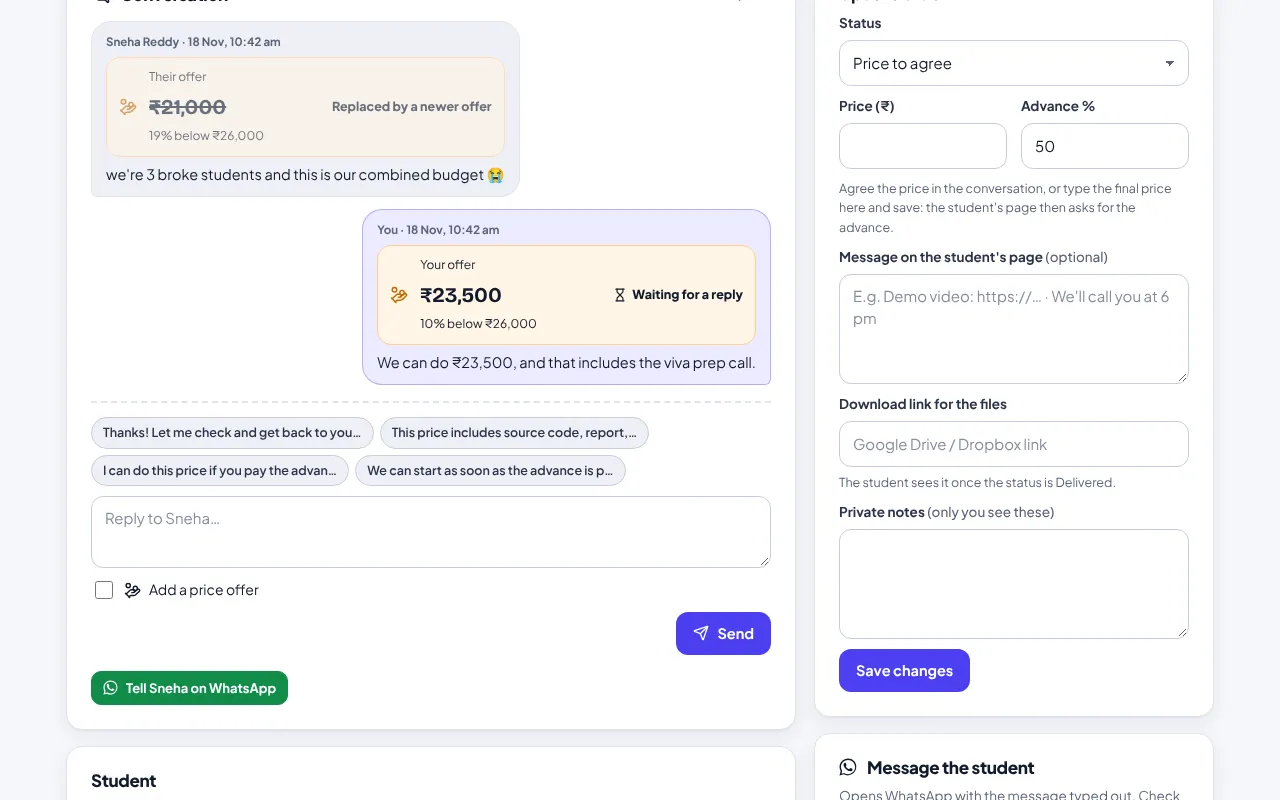 Sneha Reddy · 18 Nov, 10:42 am
Their offer
₹21,000
Replaced by a newer offer
19% below ₹26,000
we're 3 broke students and this is our combined budget 😭
You · 18 Nov, 10:42 am
Your offer
₹23,500
Waiting for a reply
10% below ₹26,000
We can do ₹23,500, and that includes the viva prep call.
Thanks! Let me check and get back to you…
This price includes source code, report,…
I can do this price if you pay the advan…
We can start as soon as the advance is p…
Reply to Sneha…
Add a price offer
Send
Tell Sneha on WhatsApp
Student
Status
Price to agree
Price (₹)
Advance %
50
Agree the price in the conversation, or type the final price
here and save: the student's page then asks for the
advance.
Message on the student's page (optional)
E.g. Demo video: https://… · We'll call you at 6
pm
Download link for the files
Google Drive / Dropbox link
The student sees it once the status is Delivered.
Private notes (only you see these)
Save changes
Message the student
Opens WhatsApp with the message typed out. Check